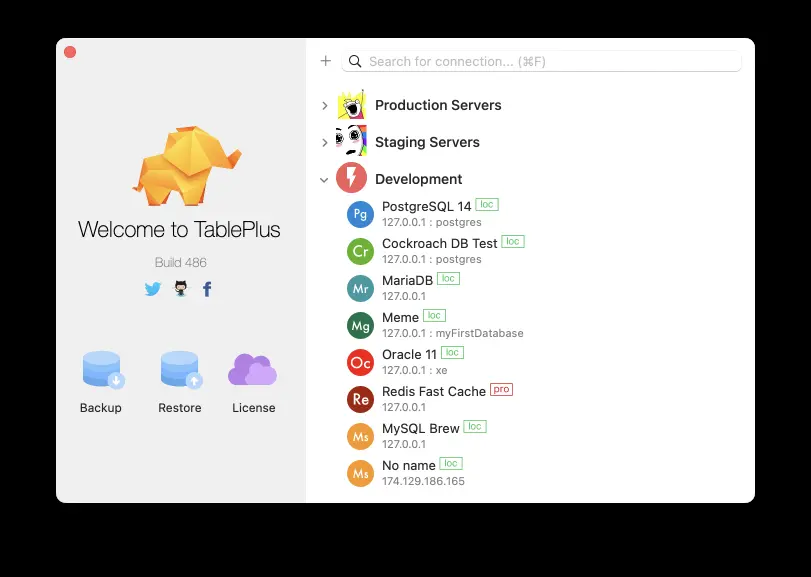 Welcome to TablePlus
Build 486
Backup
Restore
License
Search for connection... (⌘F)
Production Servers
Staging Servers
Development
Pg
PostgreSQL 14 loc
127.0.0.1 : postgres
Cr
Cockroach DB Test loc
127.0.0.1 : postgres
Mr
MariaDB loc
127.0.0.1
Mg
Meme loc
127.0.0.1 : myFirstDatabase
Oc
Oracle 11 loc
127.0.0.1 : xe
Re
Redis Fast Cache pro
127.0.0.1
Ms
MySQL Brew loc
127.0.0.1
Ms
No name loc
174.129.186.165